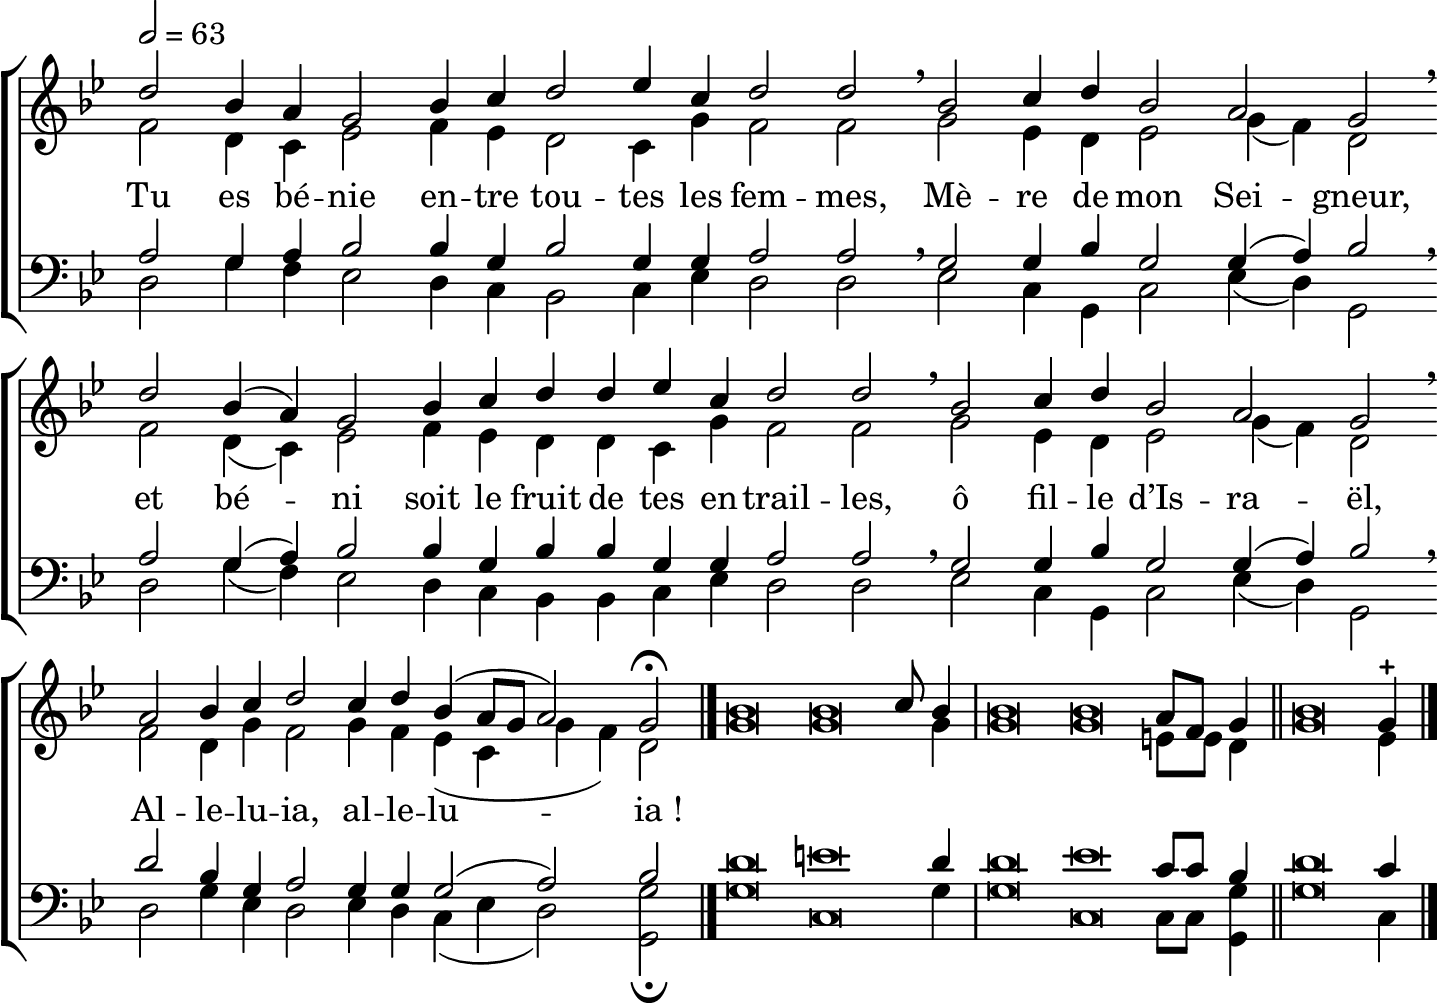 = 63
Tu es bé -- nie en -- tre tou -- tes les fem -- mes, Mè -- re de mon Sei -- gneur,
et bé -- ni soit le fruit de tes en -- trail -- les, ô fil -- le d’Is -- ra -- ël,
Al -- le -- lu -- ia, al -- le -- lu -- ia !